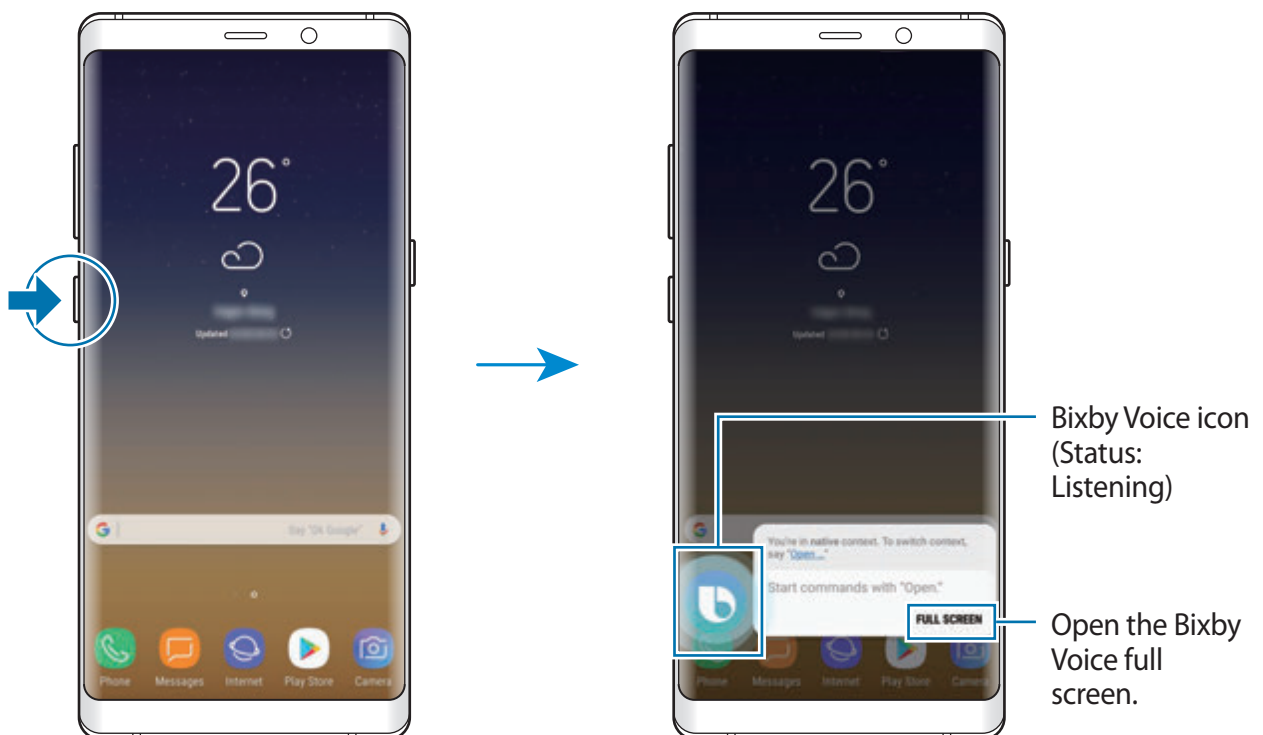 26°
Updated
Say "OK Google"
Phone Messages Internet Play Store Camera
26°
Updated
You're in native context. To switch context,
say "Open ..."
Start commands with "Open."
FULL SCREEN
Phone Messages Internet Play Store Camera
Bixby Voice icon
(Status:
Listening)
Open the Bixby
Voice full
screen.